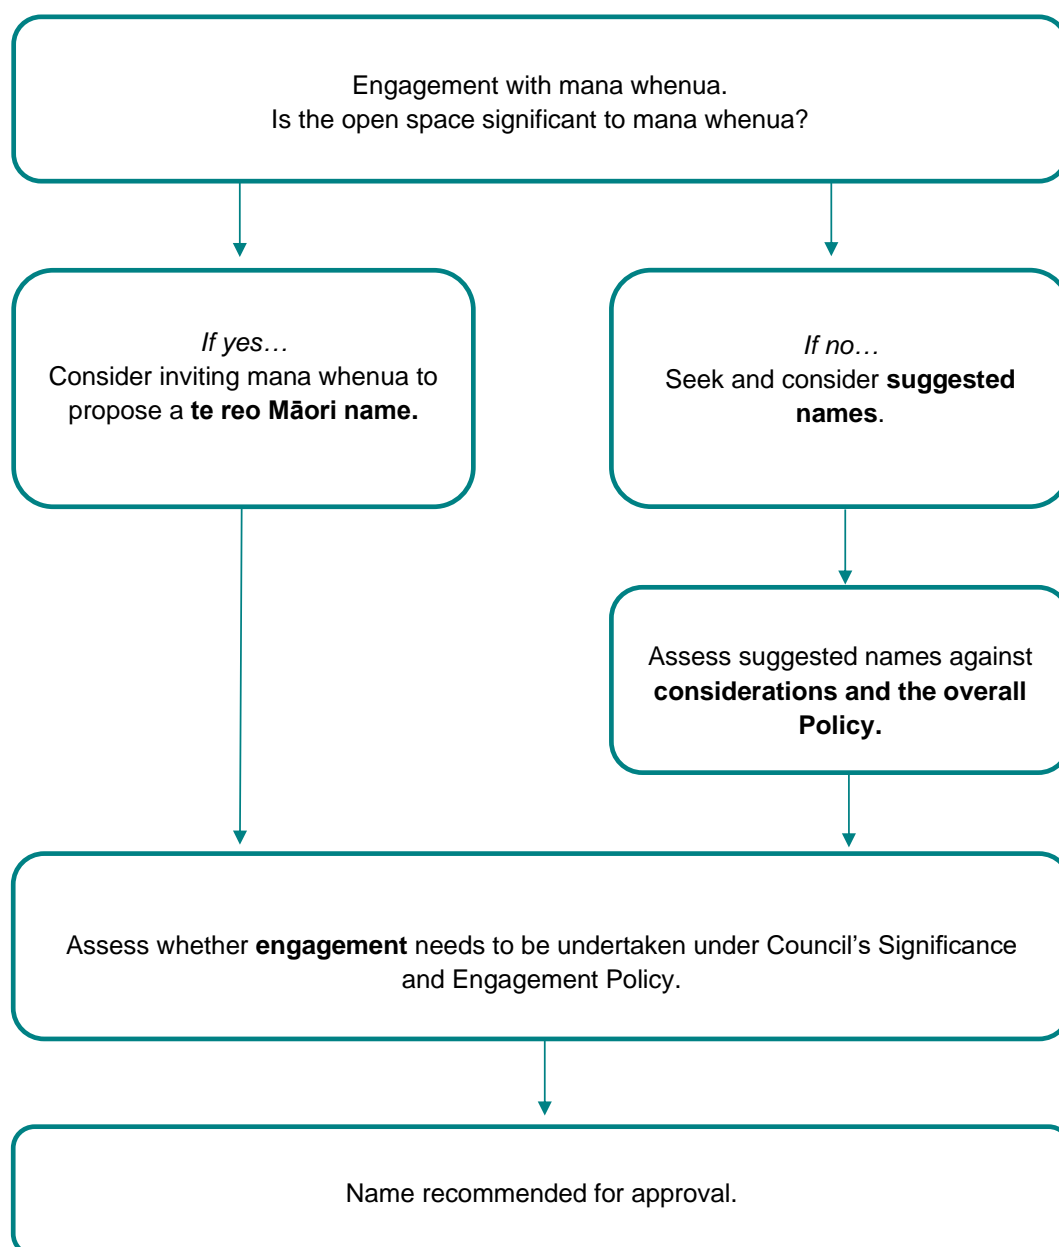 Engagement with mana whenua.
Is the open space significant to mana whenua?
If yes…
Consider inviting mana whenua to
propose a te reo Māori name.
If no…
Seek and consider suggested
names.
Assess suggested names against
considerations and the overall
Policy.
Assess whether engagement needs to be undertaken under Council’s Significance
and Engagement Policy.
Name recommended for approval.